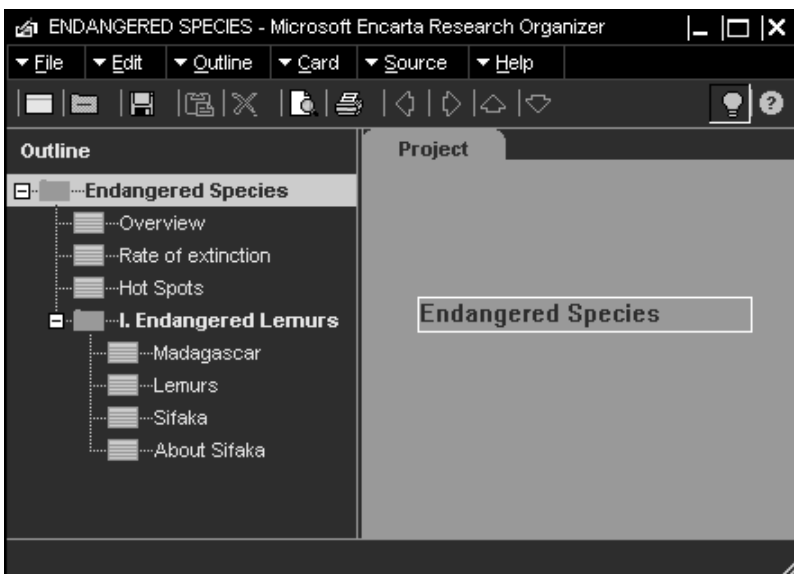 ENDANGERED SPECIES - Microsoft Encarta Research Organizer
File Edit Outline Card Source Help
Outline
Project
Endangered Species
Overview
Rate of extinction
Hot Spots
I. Endangered Lemurs
Madagascar
Lemurs
Sifaka
About Sifaka
Endangered Species